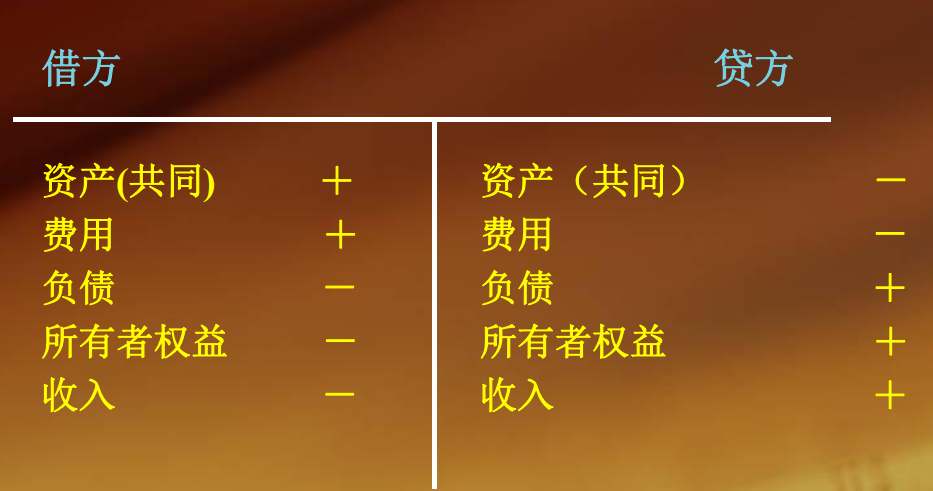 借方 贷方
资产(共同) ＋ 资产（共同） －
费用 ＋ 费用 －
负债 － 负债 ＋
所有者权益 － 所有者权益 ＋
收入 － 收入 ＋